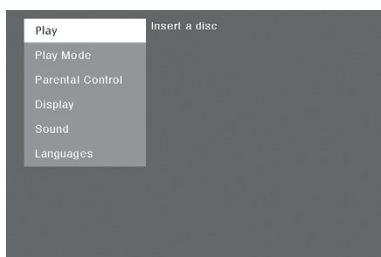 Play
Insert a disc
Play Mode
Parental Control
Display
Sound
Languages